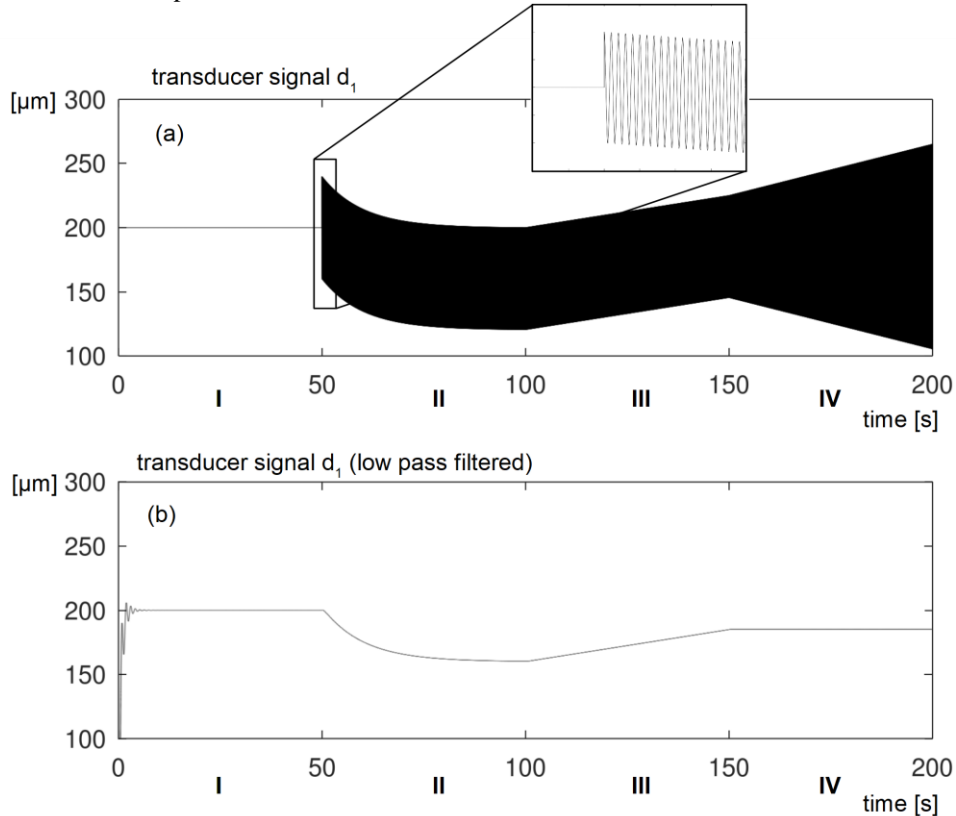 transducer signal d₁
[µm]
300
(a)
250
200
150
100
0
50
100
150
200
I
II
III
IV
time [s]
transducer signal d₁ (low pass filtered)
[µm]
300
(b)
250
200
150
100
0
50
100
150
200
I
II
III
IV
time [s]